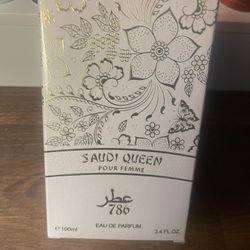 SAUDI QUEEN
POUR FEMME
عطر
786
℮ 100ml EAU DE PARFUM 3.4 FL.OZ.